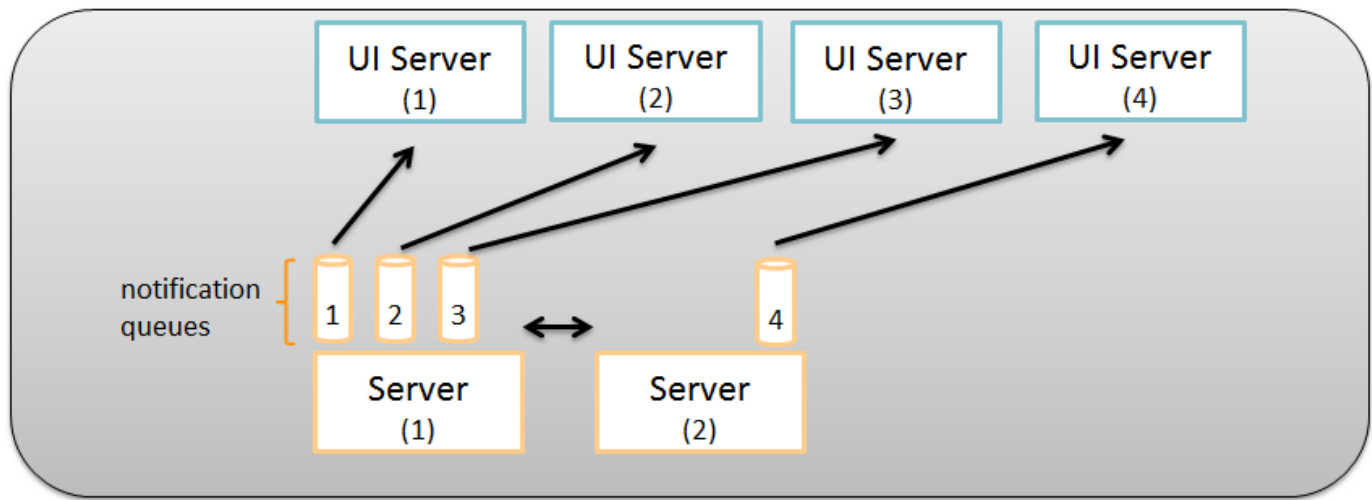 UI Server
(1)
UI Server
(2)
UI Server
(3)
UI Server
(4)
notification
queues
1
2
3
4
Server
(1)
Server
(2)